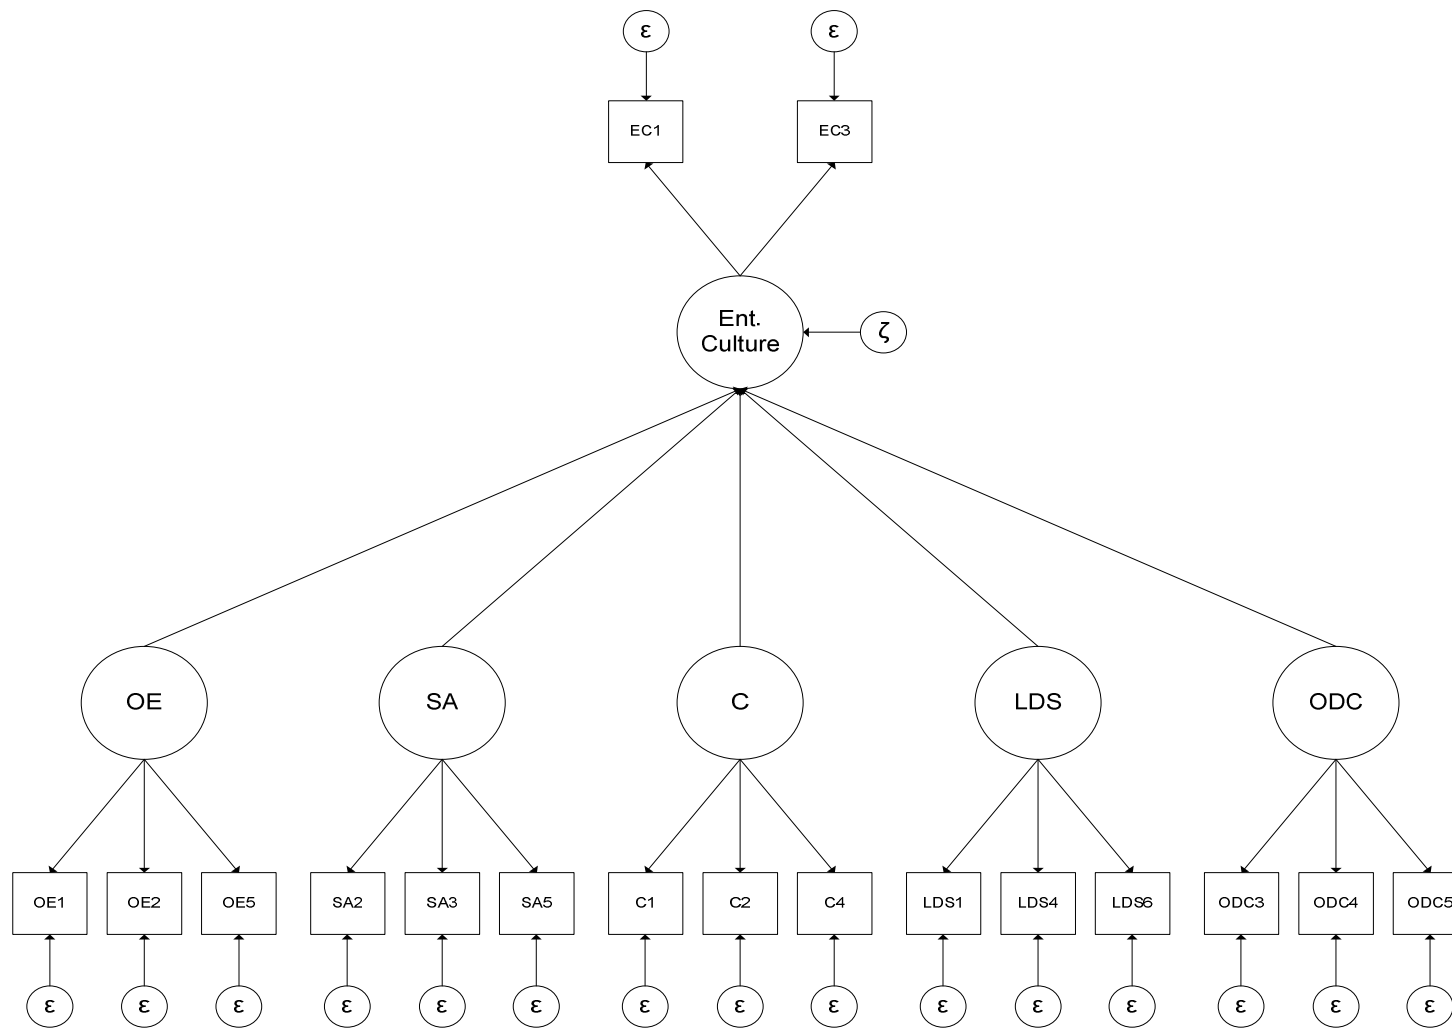 ε ε
EC1 EC3
Ent.
Culture
ζ
OE SA C LDS ODC
OE1 OE2 OE5 SA2 SA3 SA5 C1 C2 C4 LDS1 LDS4 LDS6 ODC3 ODC4 ODC5
ε ε ε ε ε ε ε ε ε ε ε ε ε ε ε